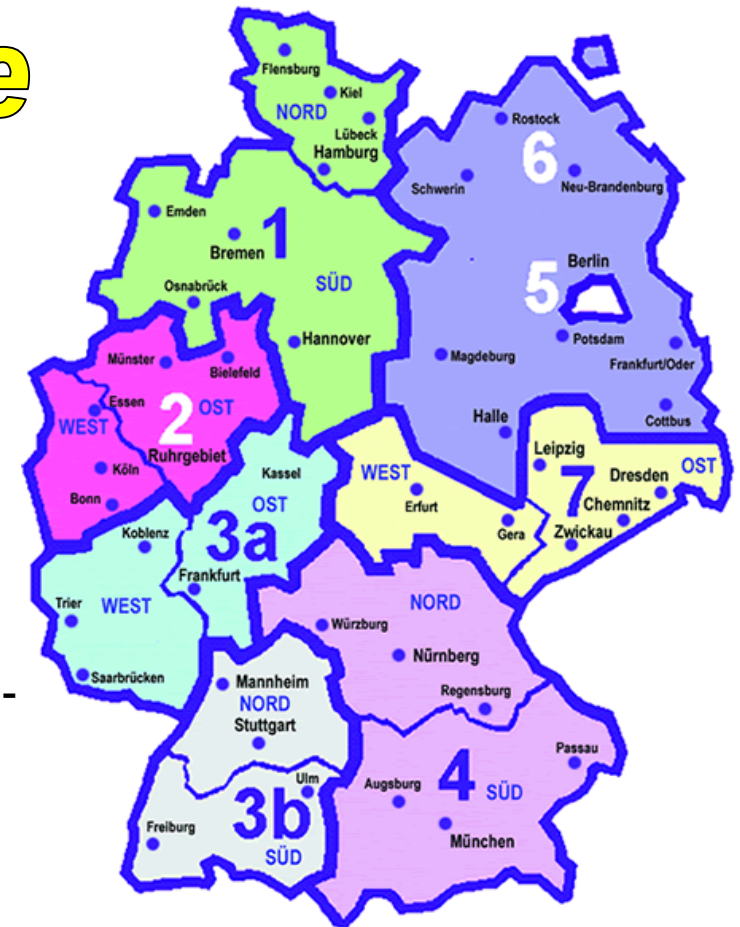 e
Flensburg
Kiel
NORD
Lübeck
Hamburg
Rostock
6
Schwerin
Neu-Brandenburg
Emden
1
Bremen
SÜD
Osnabrück
Hannover
Berlin
5
Potsdam
Magdeburg
Frankfurt/Oder
Halle
Cottbus
Münster
Bielefeld
Essen
2
OST
WEST
Ruhrgebiet
Köln
Bonn
Kassel
OST
3a
Koblenz
Frankfurt
Trier
WEST
Saarbrücken
WEST
Erfurt
Gera
Leipzig
7
OST
Dresden
Chemnitz
Zwickau
NORD
Würzburg
Nürnberg
Regensburg
-
Mannheim
NORD
Stuttgart
Ulm
3b
Freiburg
SÜD
Passau
4
SÜD
Augsburg
München